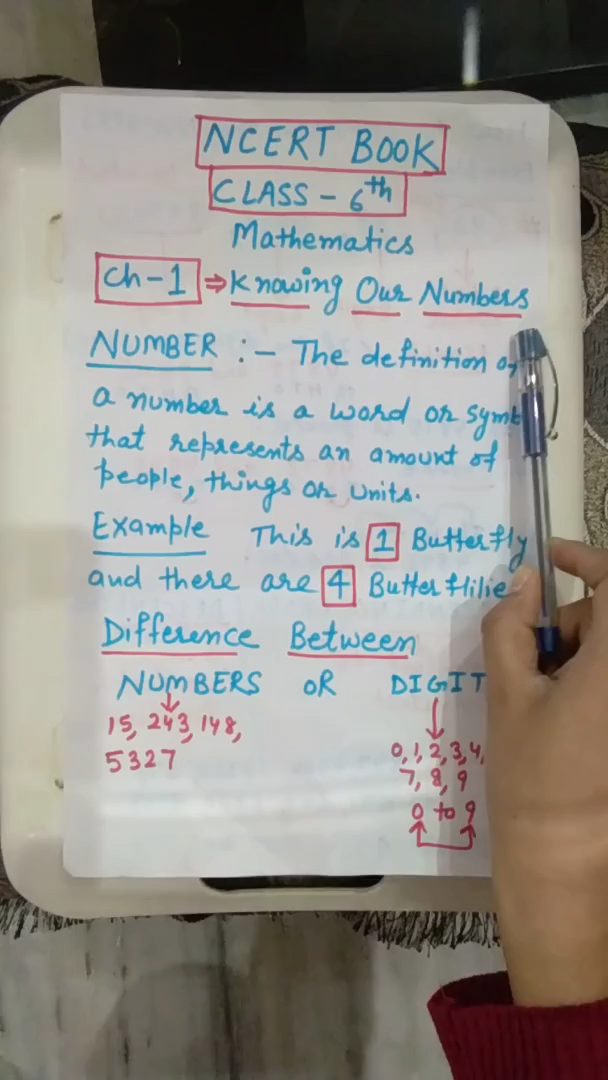 NCERT BOOK
CLASS - 6th
Mathematics
Ch-1 ⇒ Knowing Our Numbers
NUMBER :- The definition
a number is a word or
that represents an amount of
people, things or units.
Example This is 1 Butterfly
and there are 4
Difference Between
NUMBERS OR DIGIT
15, 243, 148,
5327
0, 1, 2, 3, 4,
7, 8, 9
0 to 9